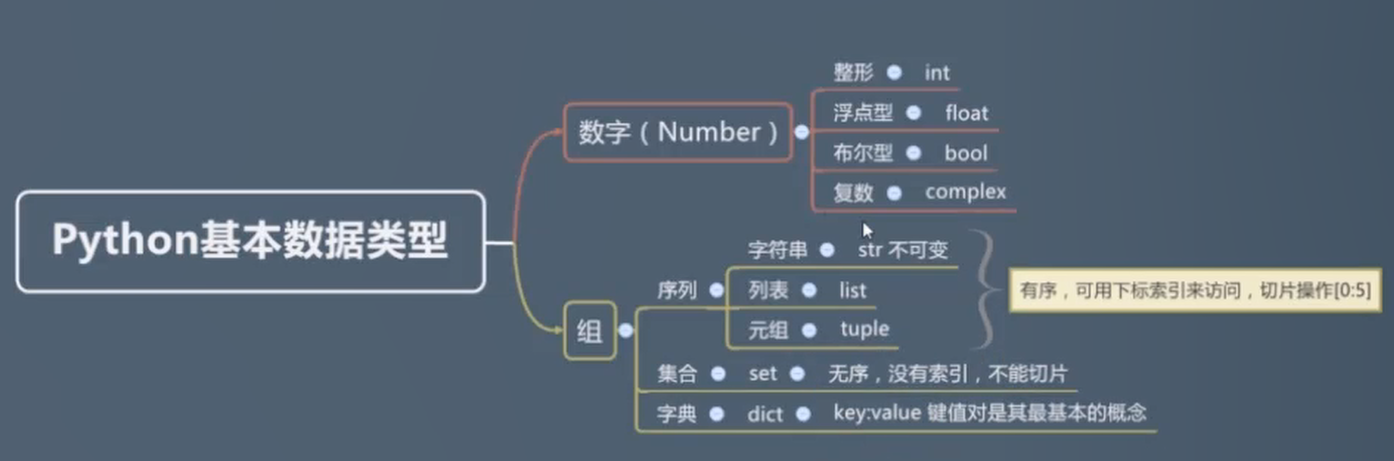 Python基本数据类型
数字（Number）
整形 int
浮点型 float
布尔型 bool
复数 complex
组
序列
字符串 str 不可变
列表 list
元组 tuple
有序，可用下标索引来访问，切片操作[0:5]
集合 set 无序，没有索引，不能切片
字典 dict key:value 键值对是其最基本的概念